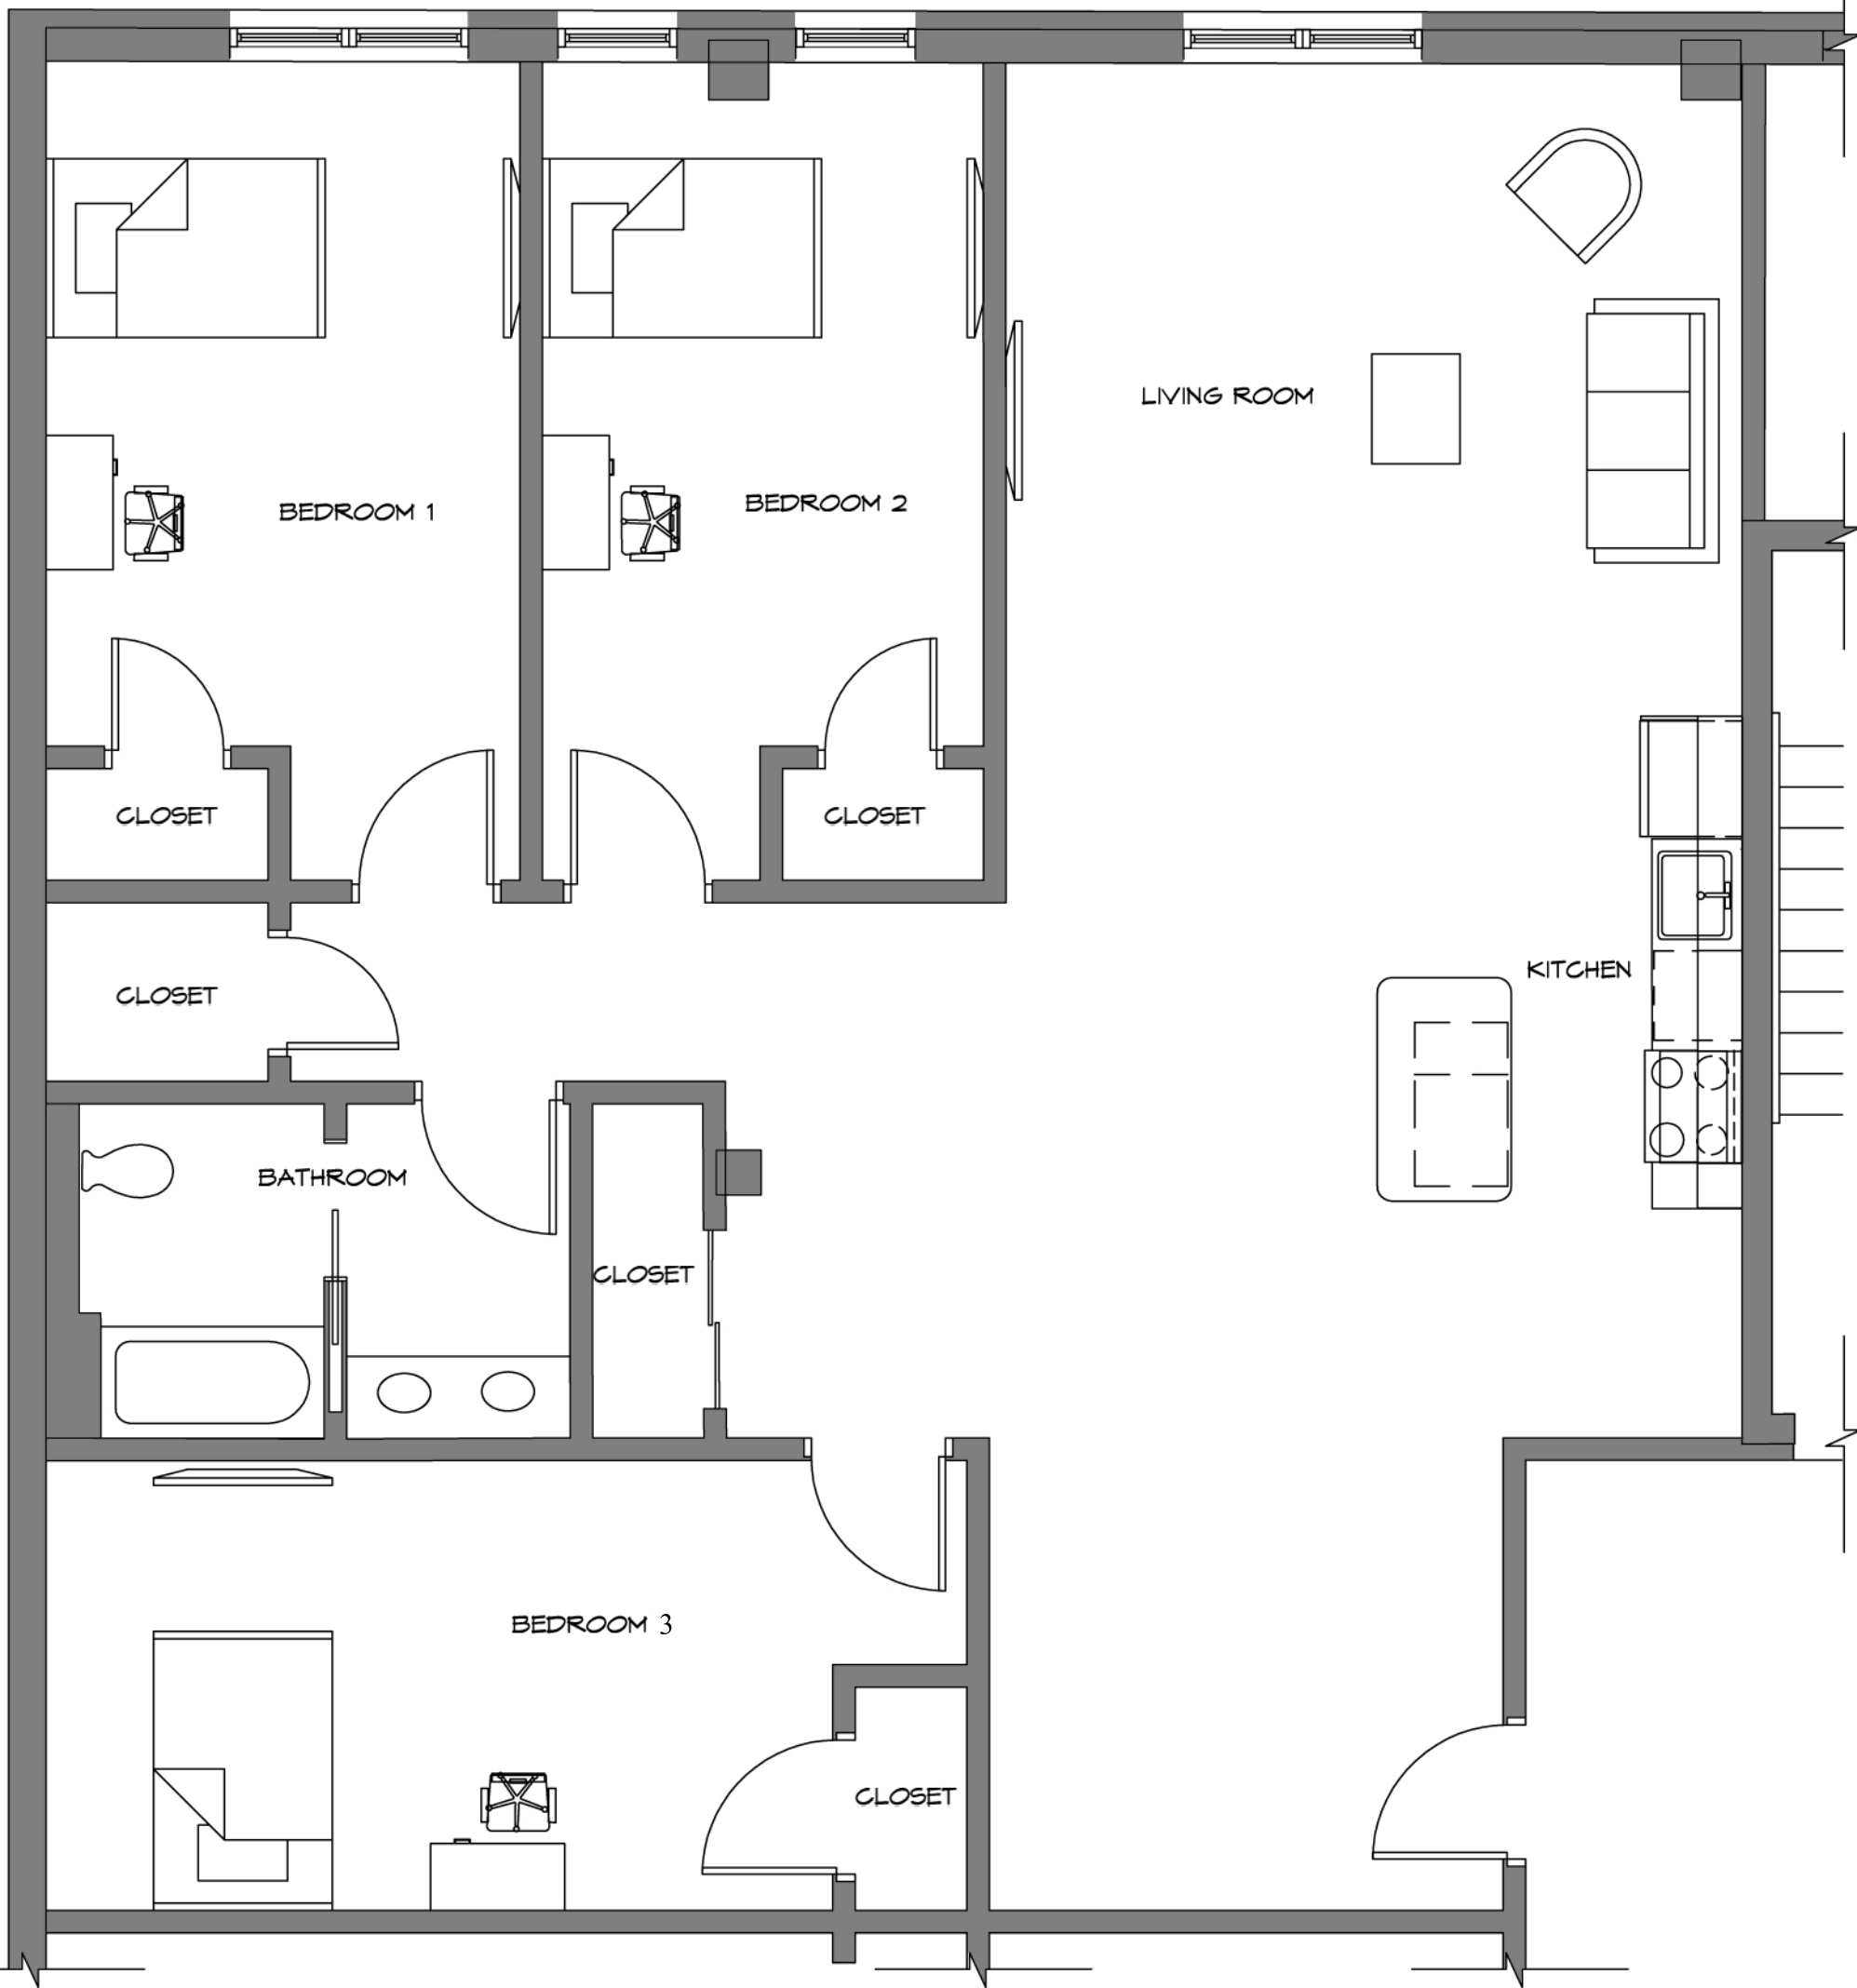 LIVING ROOM
BEDROOM 1
BEDROOM 2
CLOSET
CLOSET
KITCHEN
CLOSET
BATHROOM
CLOSET
BEDROOM 3
CLOSET